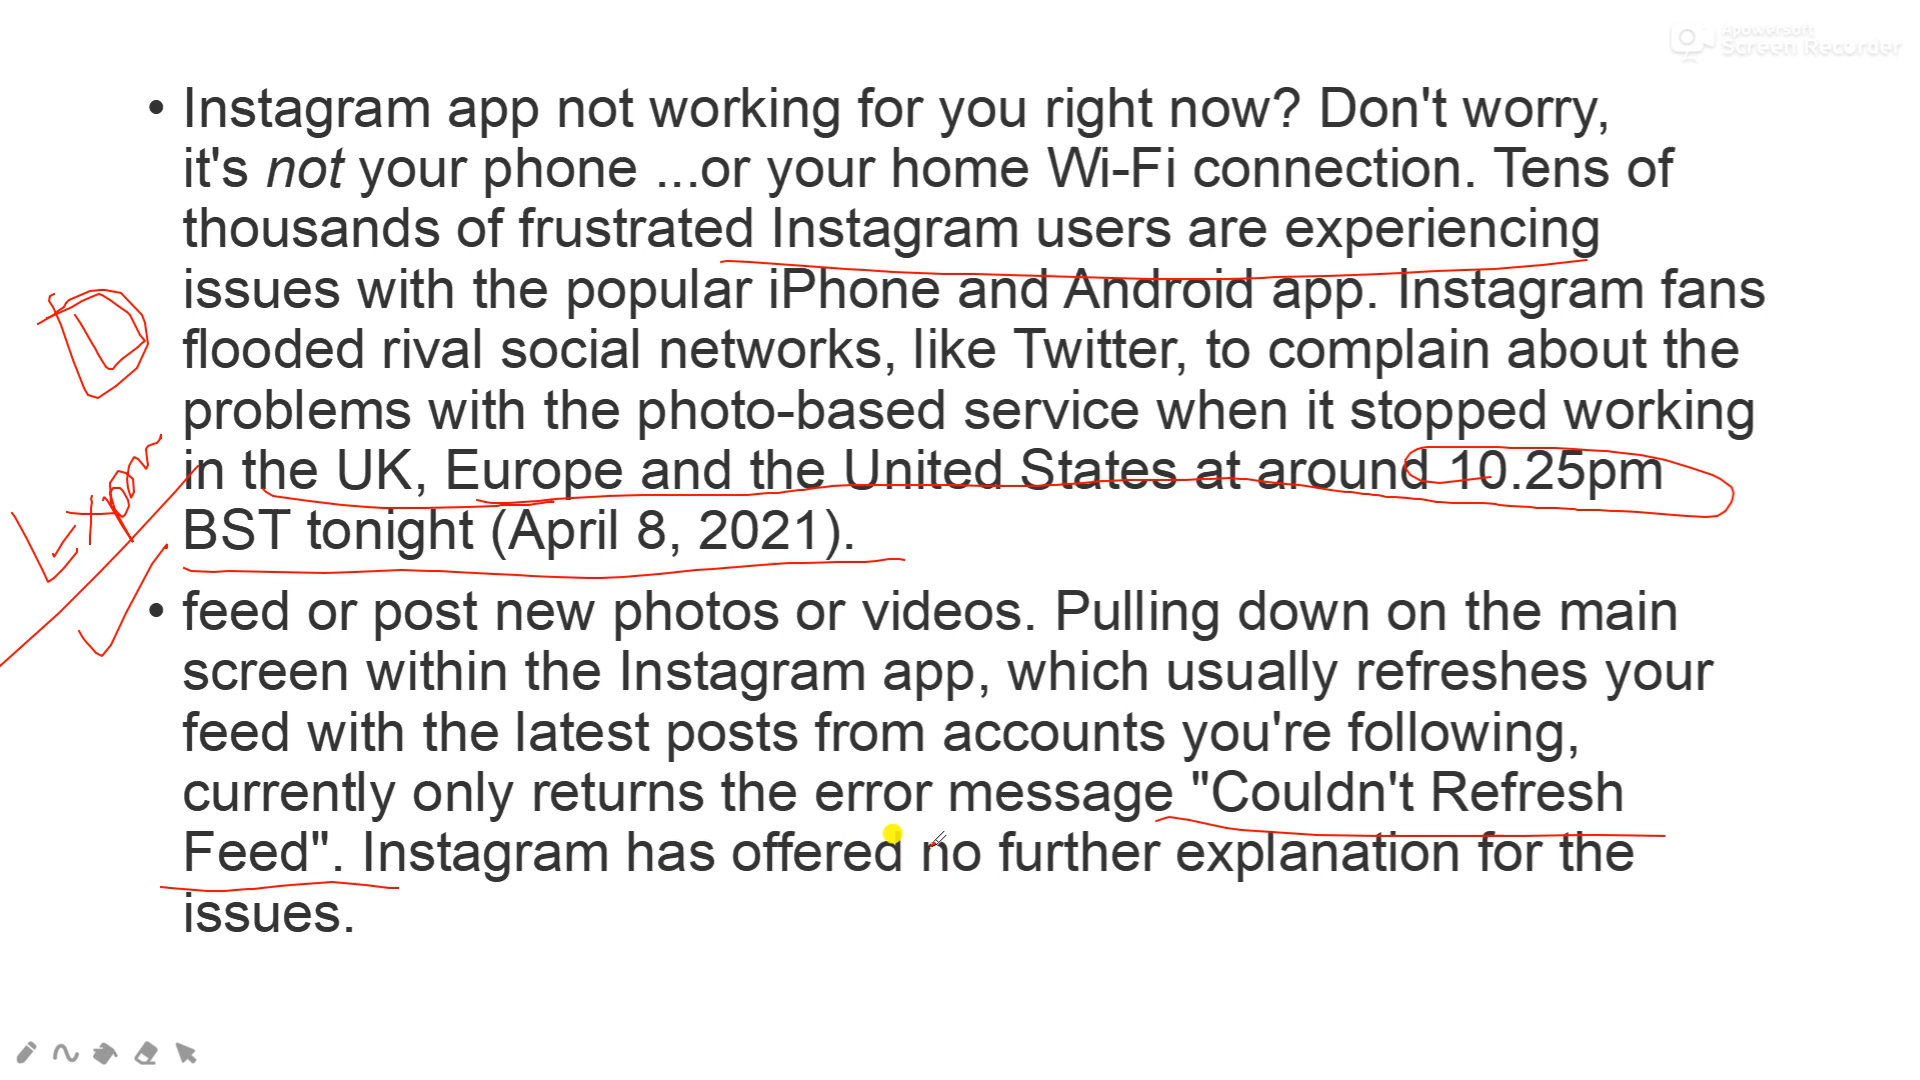 Apowersoft
Screen Recorder
• Instagram app not working for you right now? Don't worry,
it's not your phone ...or your home Wi-Fi connection. Tens of
thousands of frustrated Instagram users are experiencing
issues with the popular iPhone and Android app. Instagram fans
flooded rival social networks, like Twitter, to complain about the
problems with the photo-based service when it stopped working
in the UK, Europe and the United States at around 10.25pm
BST tonight (April 8, 2021).
• feed or post new photos or videos. Pulling down on the main
screen within the Instagram app, which usually refreshes your
feed with the latest posts from accounts you're following,
currently only returns the error message "Couldn't Refresh
Feed". Instagram has offered no further explanation for the
issues.